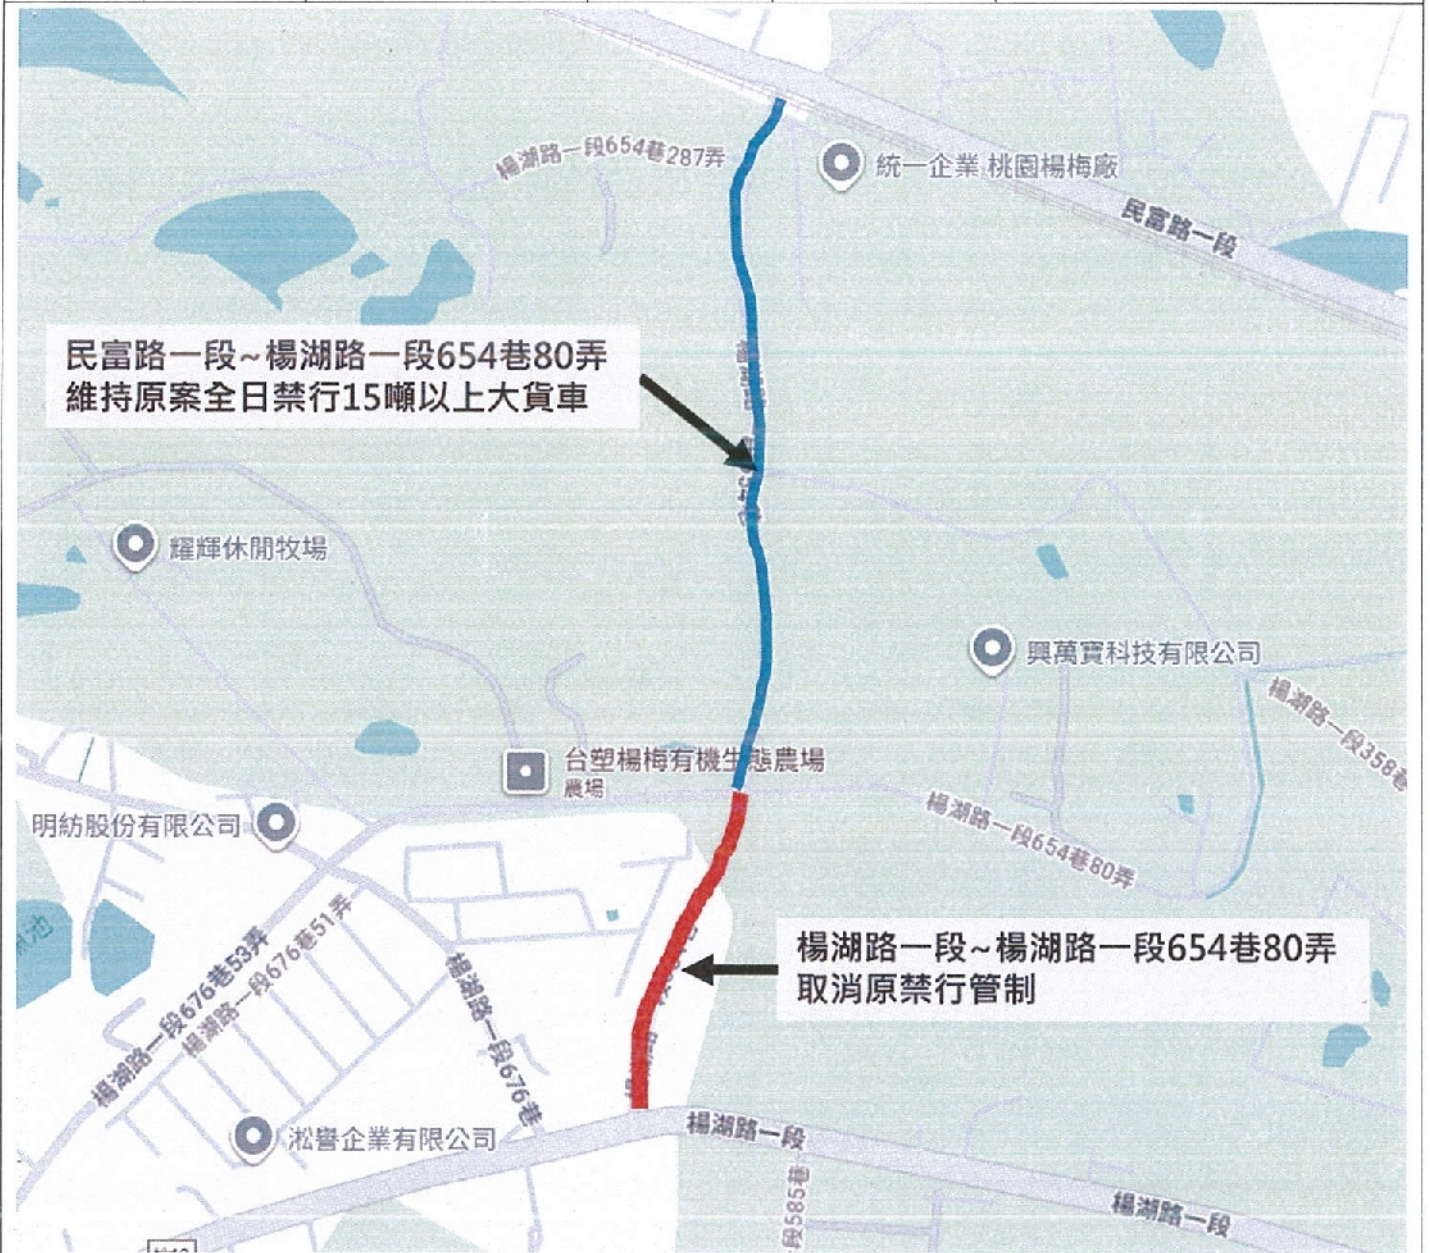 楊湖路一段654巷287弄
統一企業 桃園楊梅廠
民富路一段
民富路一段~楊湖路一段654巷80弄
維持原案全日禁行15噸以上大貨車
耀輝休閒牧場
興萬寶科技有限公司
楊湖路一段358巷
台塑楊梅有機生態農場
農場
明紡股份有限公司
楊湖路一段654巷80弄
楊湖路一段676巷53弄
楊湖路一段676巷51弄
楊湖路一段676巷
楊湖路一段~楊湖路一段654巷80弄
取消原禁行管制
淞譽企業有限公司
楊湖路一段
段585巷
楊湖路一段